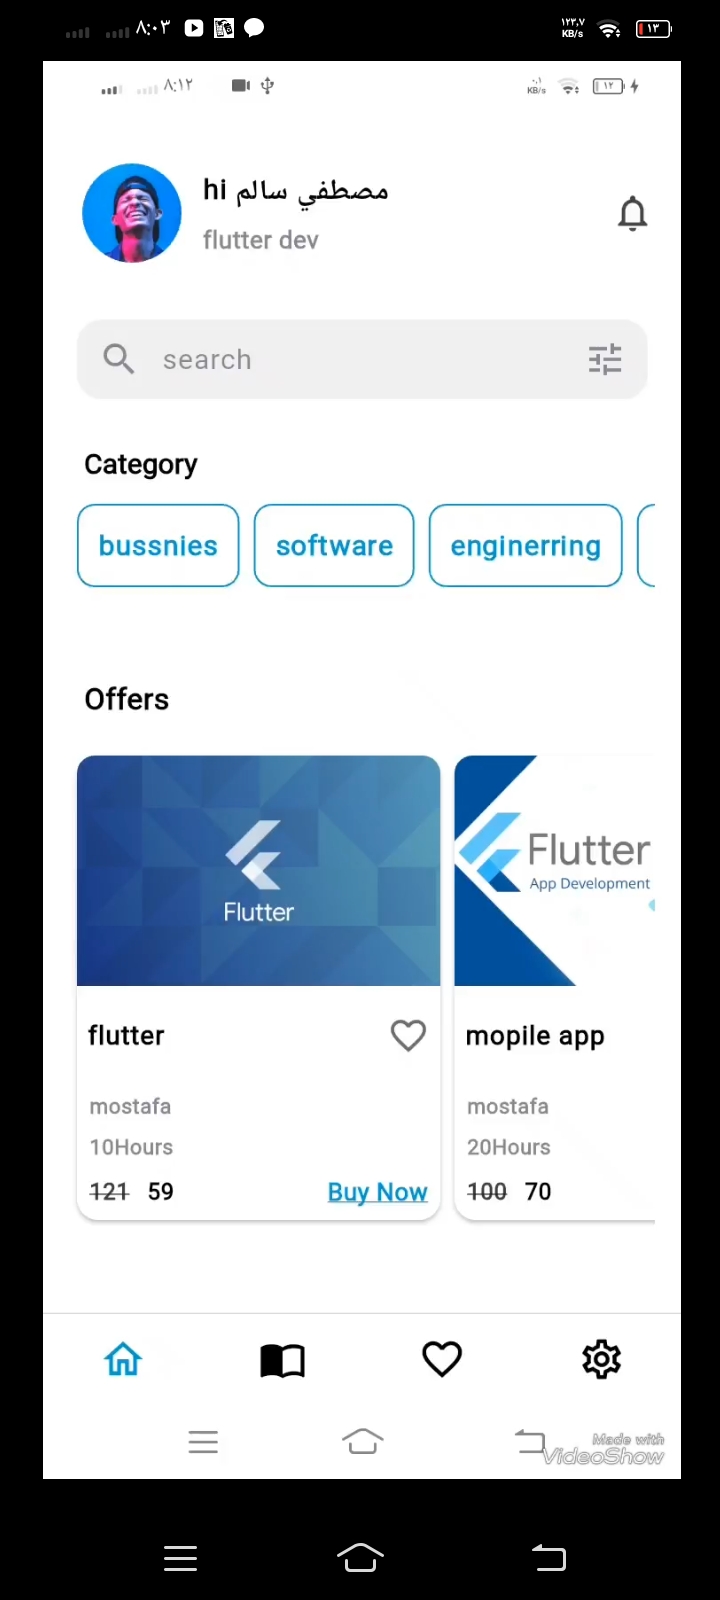 ٨:٠٣
١٢٣,٧
KB/s
١٣
٨:١٢
٠,١
KB/s
١٢
hi مصطفي سالم
flutter dev
search
Category
bussnies
software
enginerring
Offers
Flutter
Flutter
App Development
flutter
mopile app
mostafa
mostafa
10Hours
20Hours
121 59
Buy Now
100 70
Made with
VideoShow